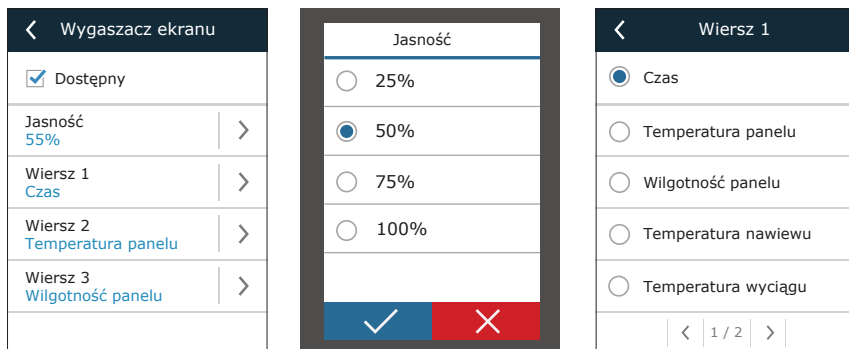 Wygaszacz ekranu
Dostępny
Jasność
55%
Wiersz 1
Czas
Wiersz 2
Temperatura panelu
Wiersz 3
Wilgotność panelu
Jasność
25%
50%
75%
100%
Wiersz 1
Czas
Temperatura panelu
Wilgotność panelu
Temperatura nawiewu
Temperatura wyciągu
1 / 2